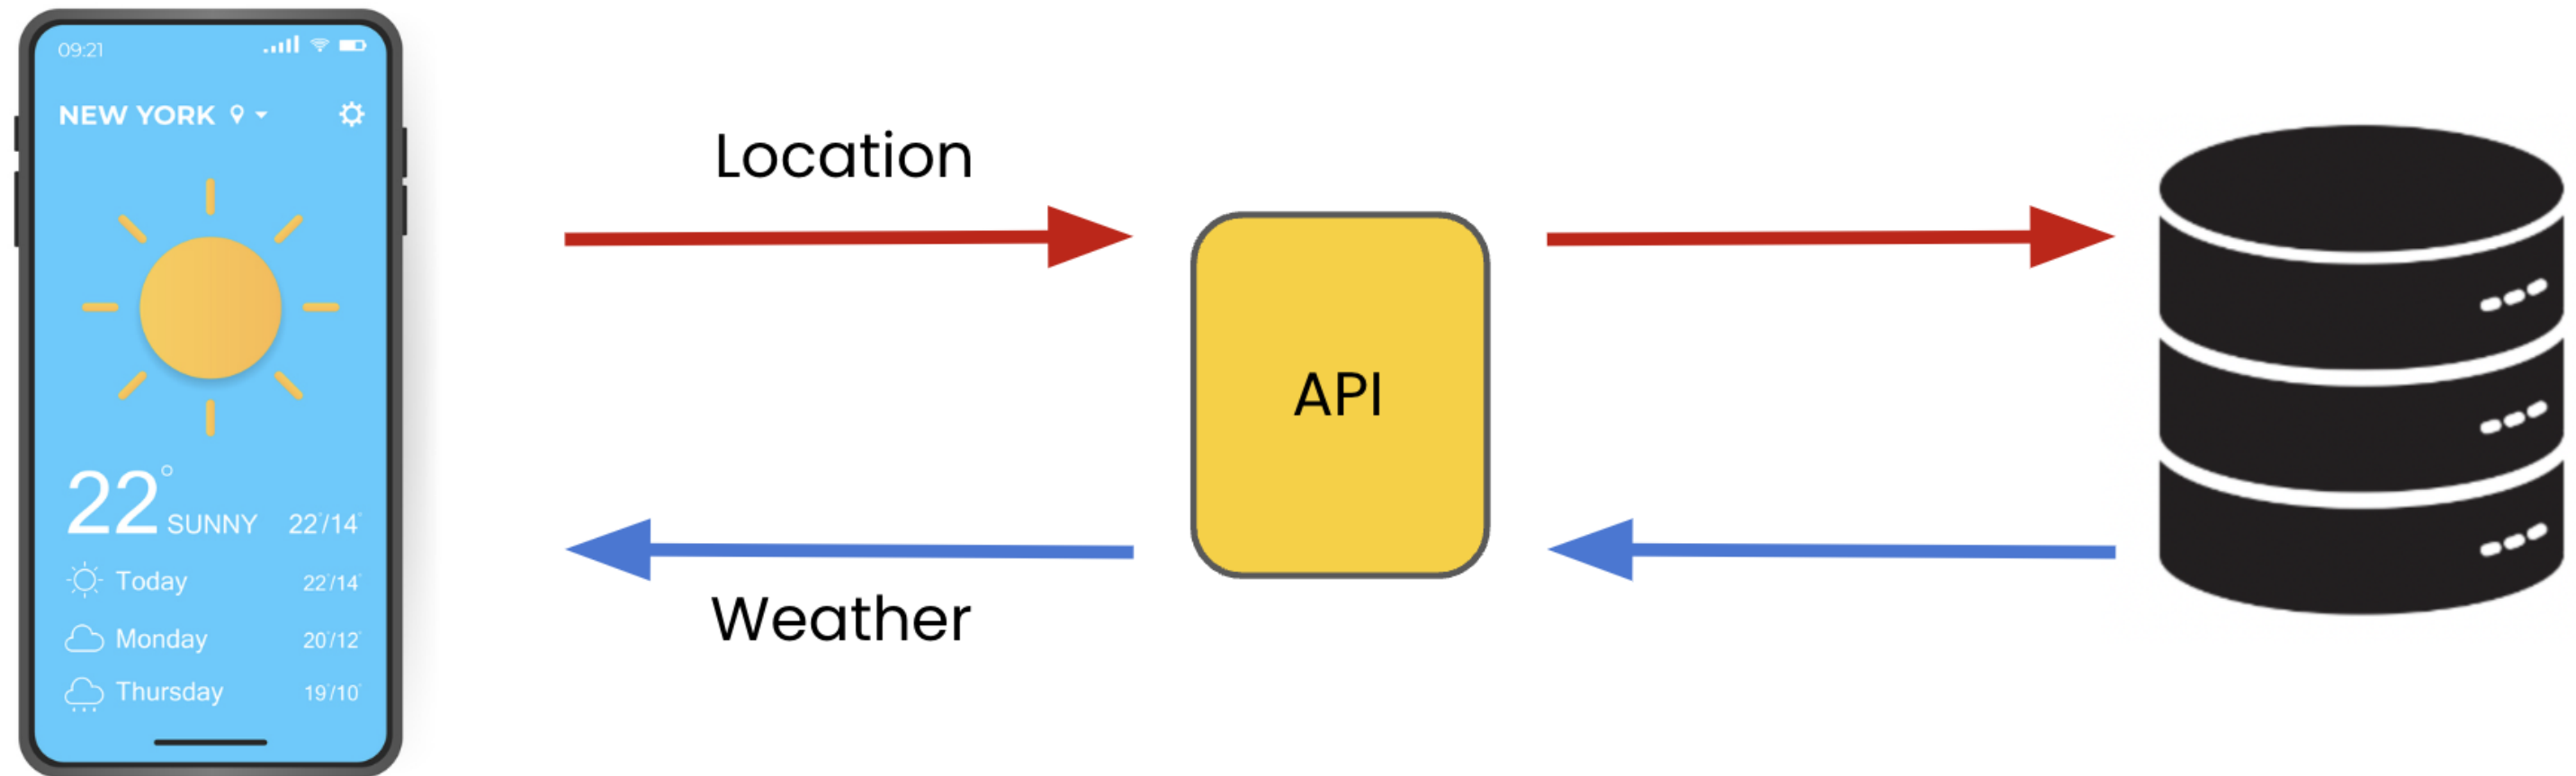 09:21
NEW YORK
22°
SUNNY 22°/14°
Today 22°/14°
Monday 20°/12°
Thursday 19°/10°
Location
API
Weather